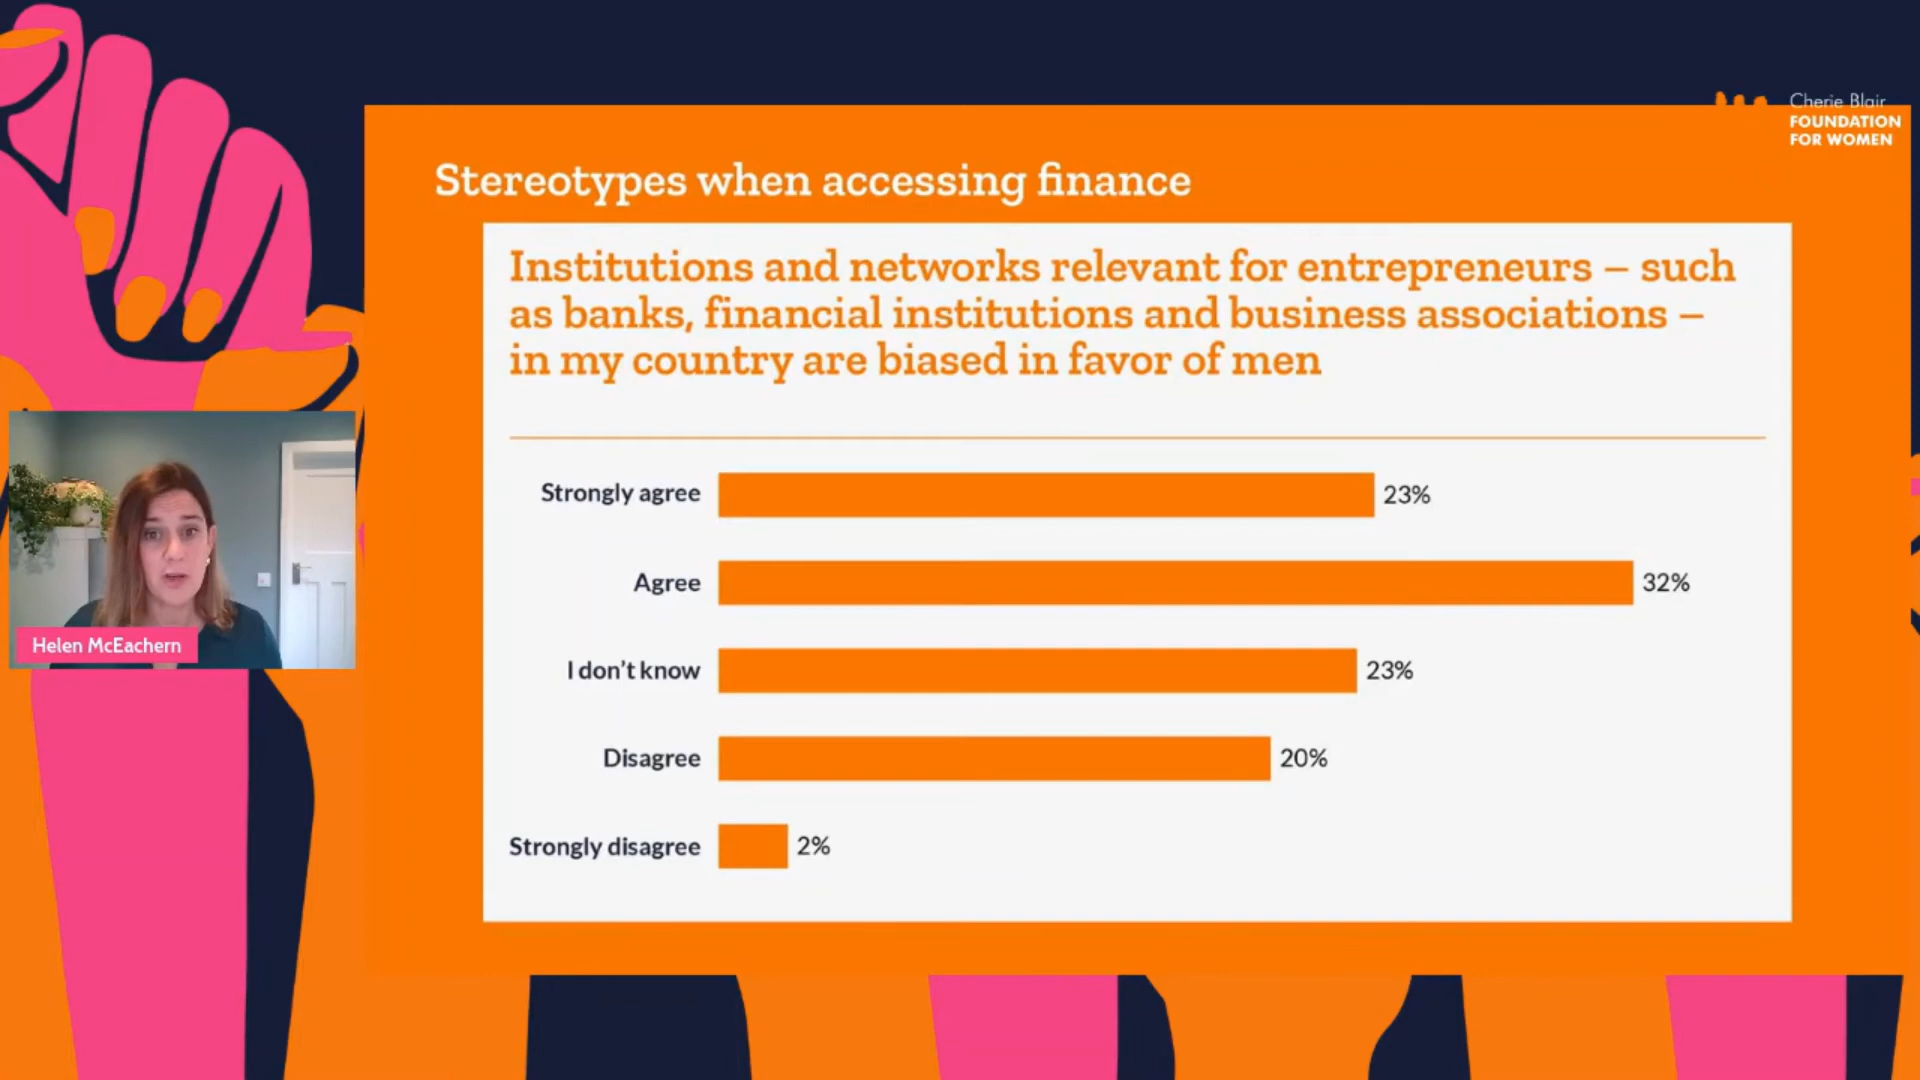 Cherie Blair
FOUNDATION
FOR WOMEN
Stereotypes when accessing finance
Institutions and networks relevant for entrepreneurs – such
as banks, financial institutions and business associations –
in my country are biased in favor of men
Strongly agree 23%
Agree 32%
I don't know 23%
Disagree 20%
Strongly disagree 2%
Helen McEachern